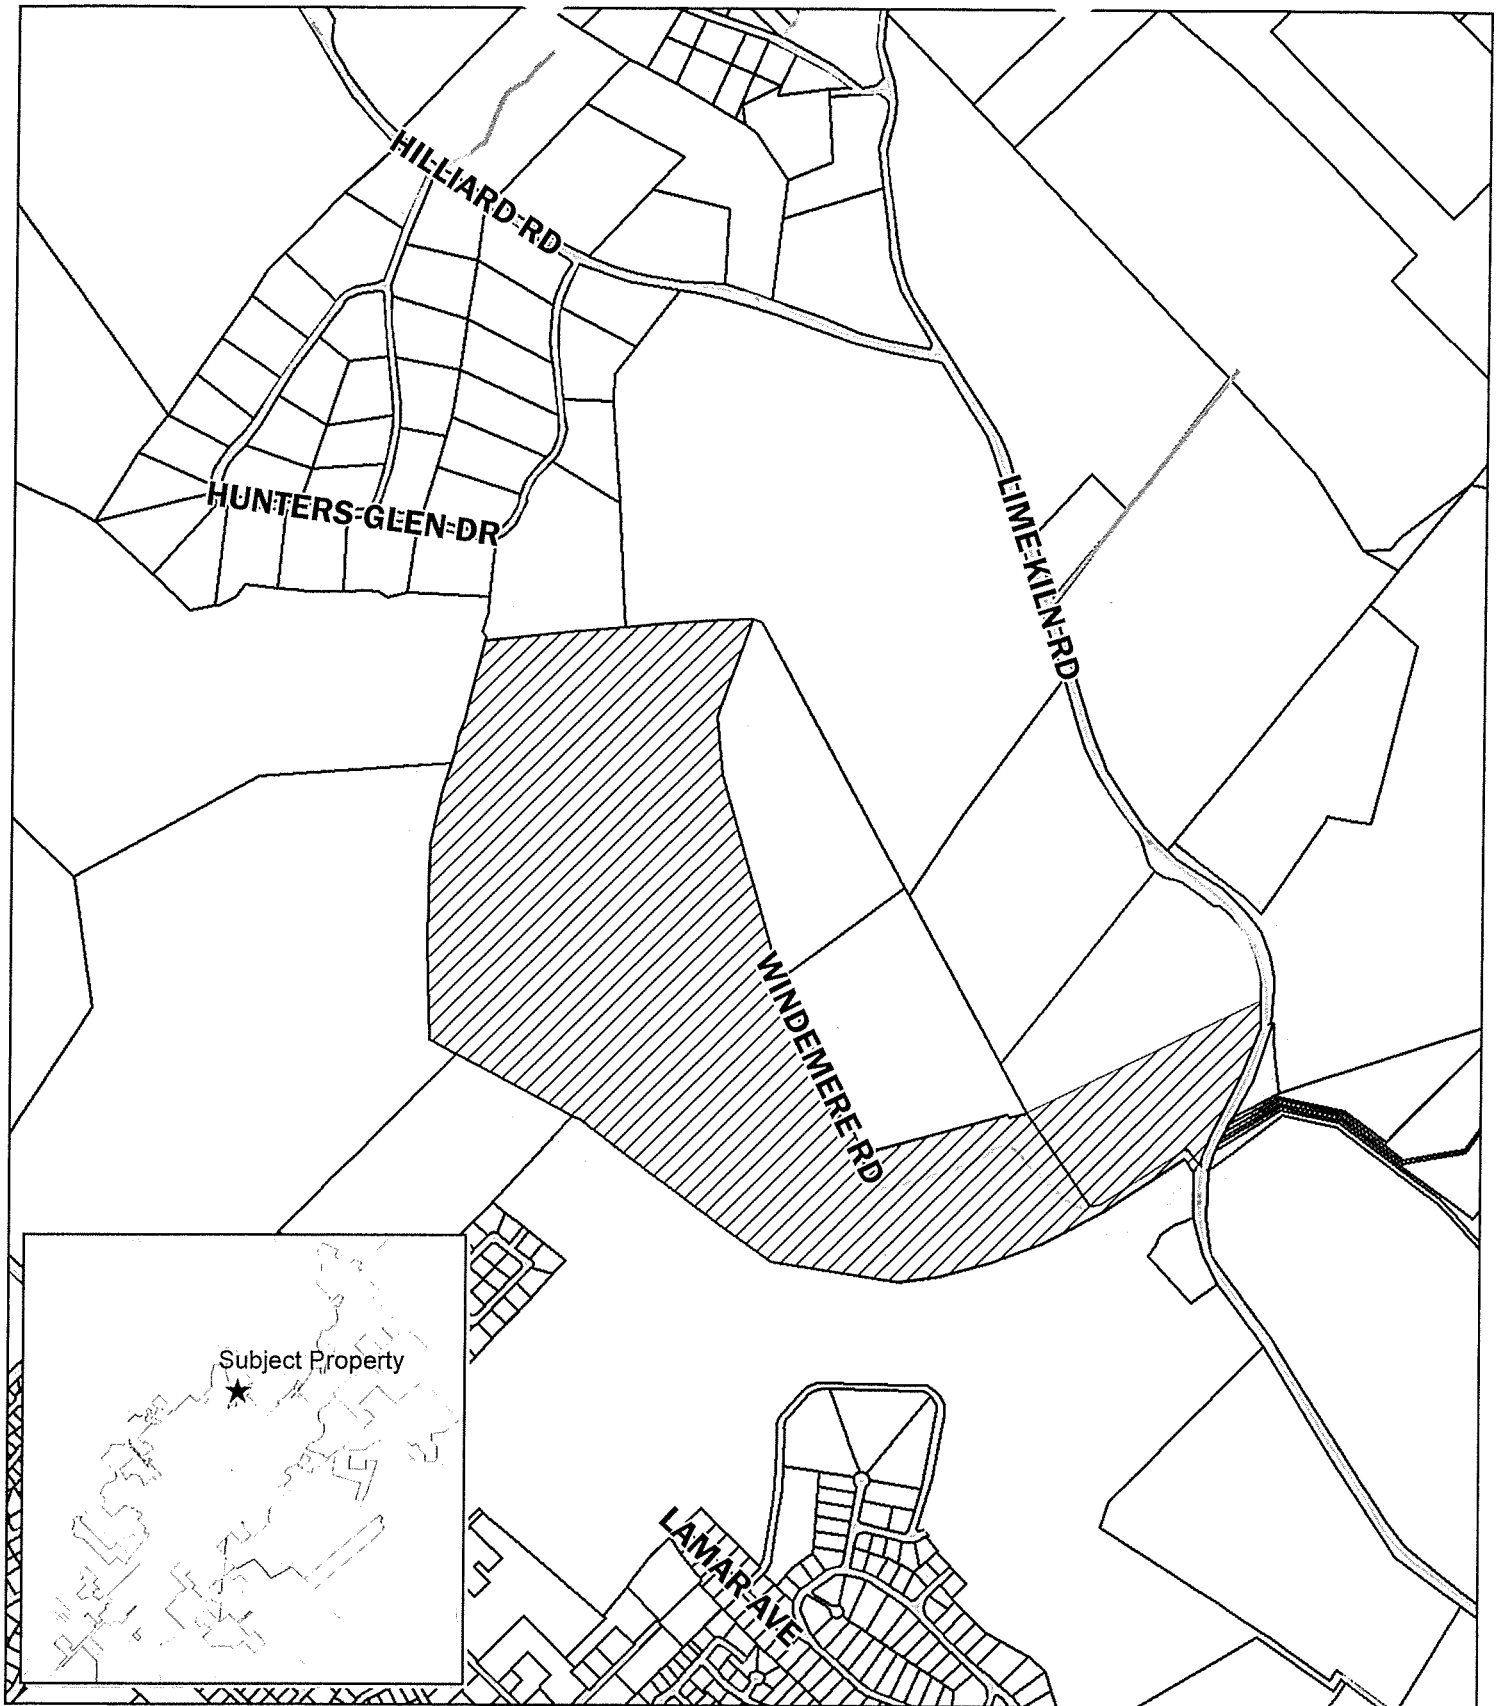 HILLIARD RD
HUNTERS GLEN DR
LIME KILN RD
WINDEMERE RD
Subject Property
LAMAR AVE